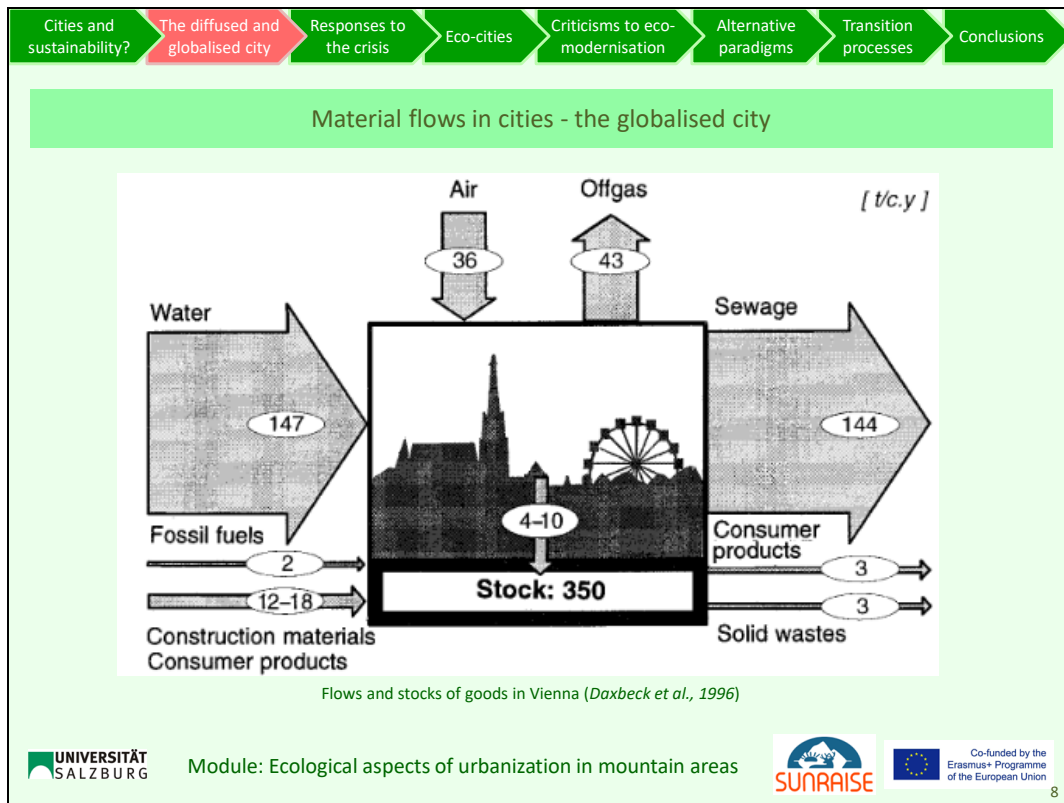 Cities and
sustainability?
The diffused and
globalised city
Responses to
the crisis
Eco-cities
Criticisms to eco-
modernisation
Alternative
paradigms
Transition
processes
Conclusions
Material flows in cities - the globalised city
Air
Offgas
[ t/c.y ]
36
43
Water
Sewage
147
144
4–10
Fossil fuels
Consumer
products
2
3
Stock: 350
12–18
3
Construction materials
Consumer products
Solid wastes
Flows and stocks of goods in Vienna (Daxbeck et al., 1996)
UNIVERSITÄT
SALZBURG
Module: Ecological aspects of urbanization in mountain areas
SUNRAISE
Co-funded by the
Erasmus+ Programme
of the European Union
8